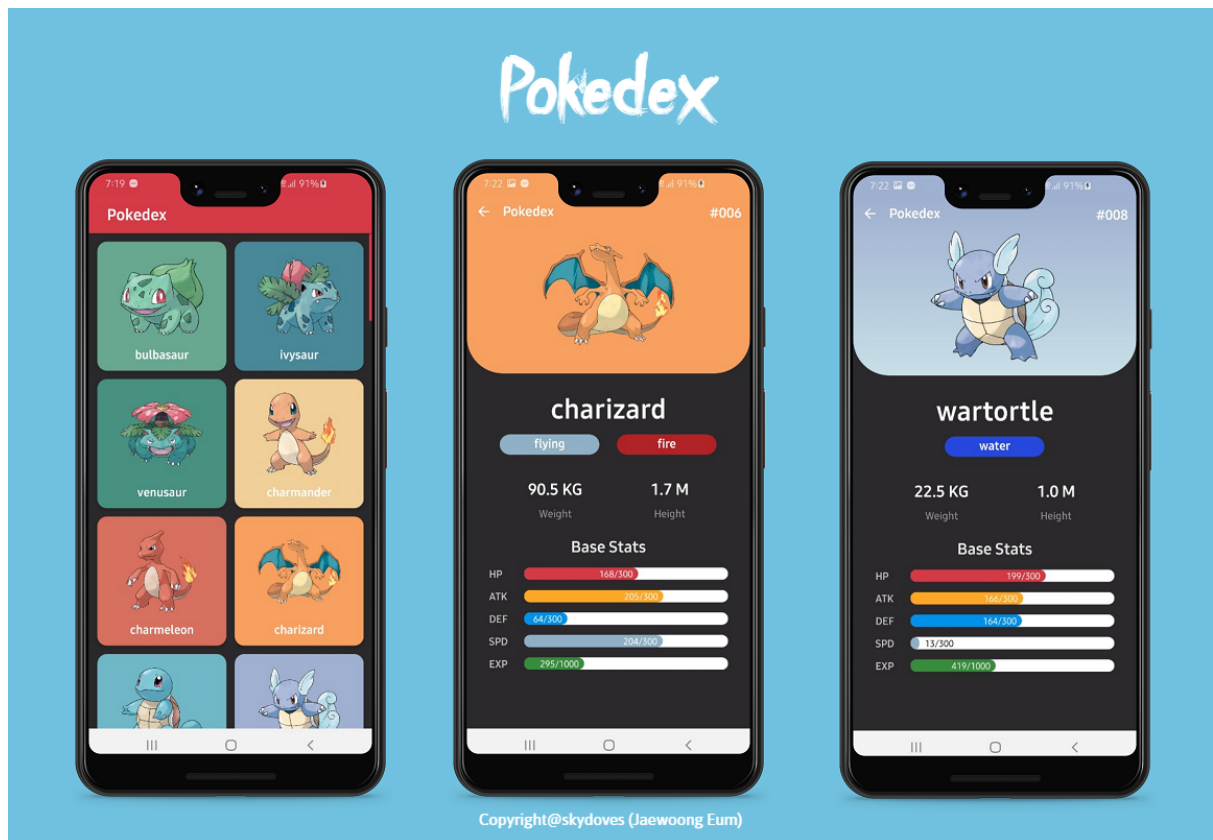 Pokedex
7:19 91%
Pokedex
bulbasaur ivysaur
venusaur charmander
charmeleon charizard
7:22 91%
Pokedex #006
charizard
flying fire
90.5 KG 1.7 M
Weight Height
Base Stats
HP 168/300
ATK 205/300
DEF 64/300
SPD 204/300
EXP 295/1000
7:22 91%
Pokedex #008
wartortle
water
22.5 KG 1.0 M
Weight Height
Base Stats
HP 199/300
ATK 166/300
DEF 164/300
SPD 13/300
EXP 419/1000
Copyright@skydoves (Jaewoong Eum)